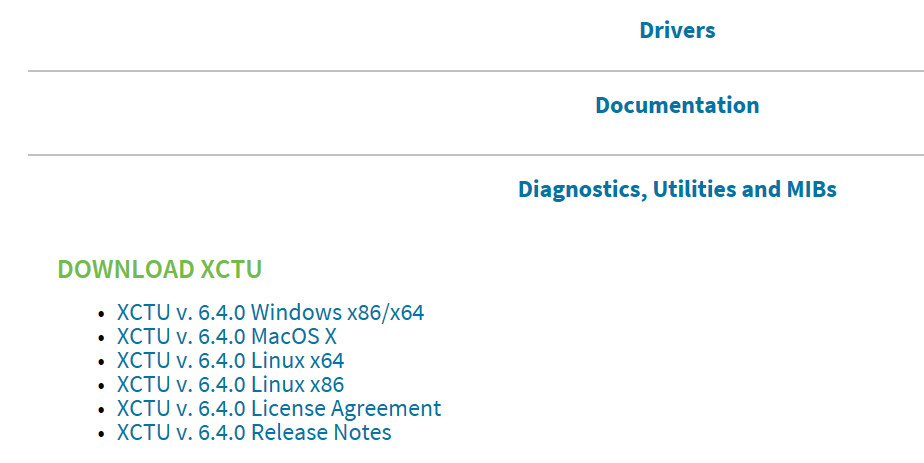 Drivers
Documentation
Diagnostics, Utilities and MIBs
DOWNLOAD XCTU
• XCTU v. 6.4.0 Windows x86/x64
• XCTU v. 6.4.0 MacOS X
• XCTU v. 6.4.0 Linux x64
• XCTU v. 6.4.0 Linux x86
• XCTU v. 6.4.0 License Agreement
• XCTU v. 6.4.0 Release Notes